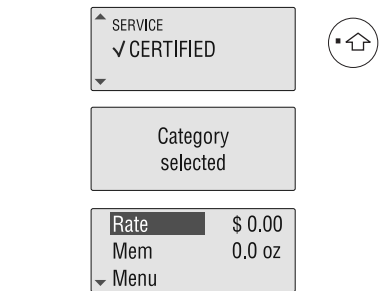 SERVICE
√ CERTIFIED
Category
selected
Rate $ 0.00
Mem 0.0 oz
Menu